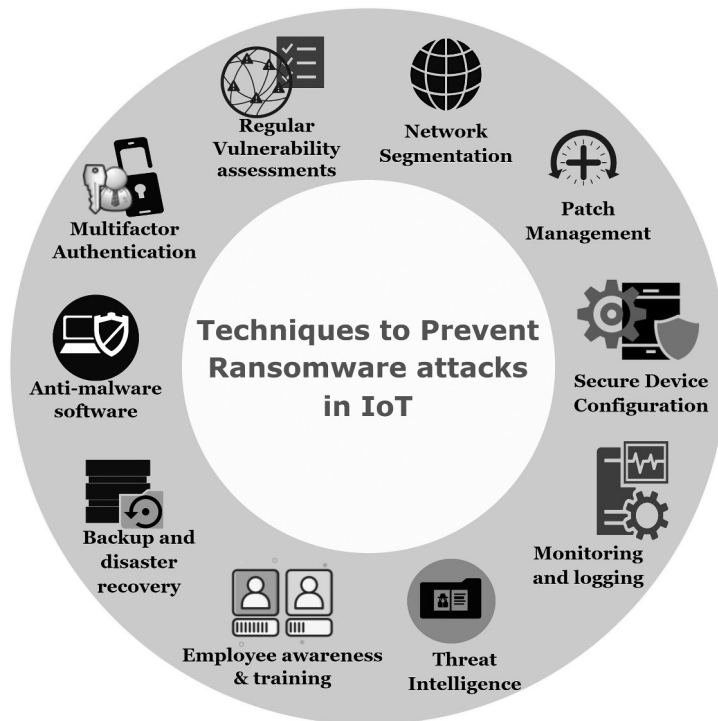 Regular
Vulnerability
assessments
Network
Segmentation
Patch
Management
Secure Device
Configuration
Monitoring
and logging
Threat
Intelligence
Employee awareness
& training
Backup and
disaster
recovery
Anti-malware
software
Multifactor
Authentication
Techniques to Prevent
Ransomware attacks
in IoT